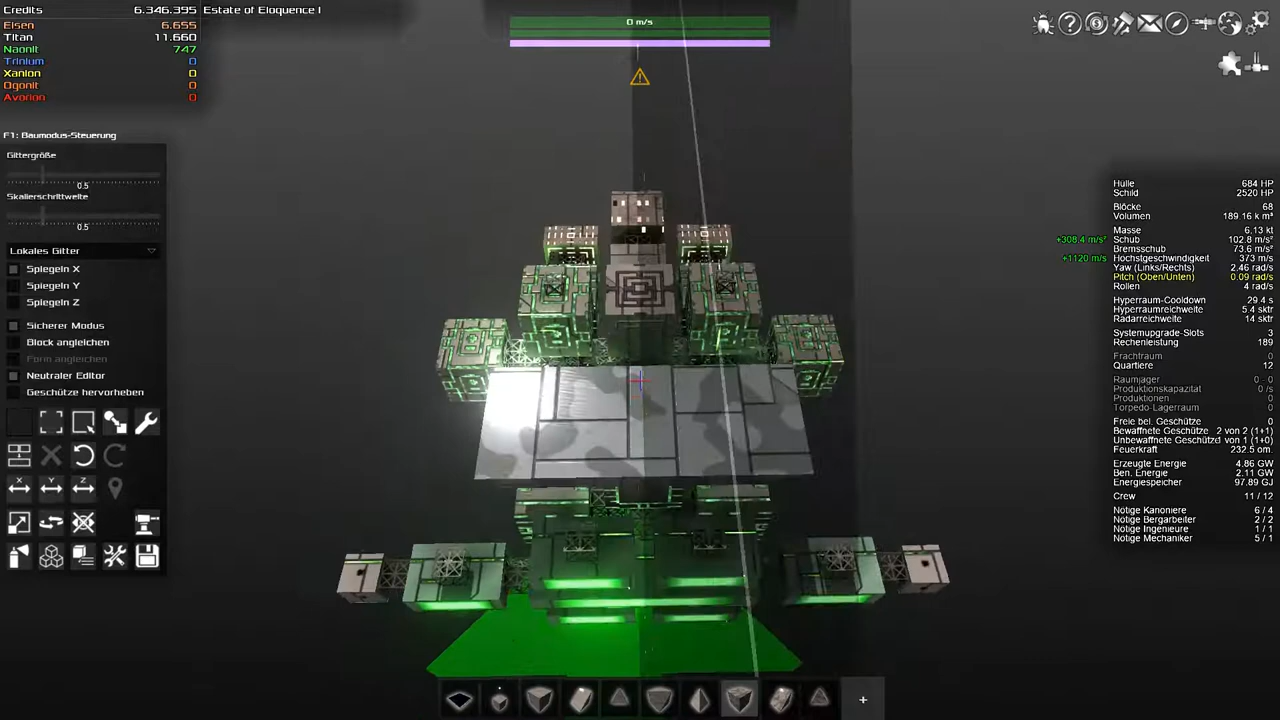 Credits 6.346.395 Estate of Eloquence I
Eisen 6.655
Titan 11.660
Naonit 747
Trinium 0
Xanion 0
Ogonit 0
Avorion 0
0 m/s
F1: Baumodus-Steuerung
Gittergröße
0.5
Skalierschrittweite
0.5
Lokales Gitter
Spiegeln X
Spiegeln Y
Spiegeln Z
Sicherer Modus
Block angleichen
Form angleichen
Neutraler Editor
Geschütze hervorheben
X Y Z
Hülle 684 HP
Schild 2520 HP
Blöcke 68
Volumen 189.16 k m³
Masse 6.13 kt
+308.4 m/s² Schub 102.8 m/s²
Bremsschub 73.6 m/s²
+1120 m/s Höchstgeschwindigkeit 373 m/s
Yaw (Links/Rechts) 2.46 rad/s
Pitch (Oben/Unten) 0.09 rad/s
Rollen 4 rad/s
Hyperraum-Cooldown 29.4 s
Hyperraumreichweite 5.4 sktr
Radarreichweite 14 sktr
Systemupgrade-Slots 3
Rechenleistung 189
Frachtraum 0
Quartiere 12
Raumjäger 0 - 0
Produktionskapazität 0 /s
Produktionen 0
Torpedo-Lagerraum 0
Freie bel. Geschütze 0
Bewaffnete Geschütze 2 von 2 (1+1)
Unbewaffnete Geschütze 0 von 1 (1+0)
Feuerkraft 232.5 om.
Erzeugte Energie 4.86 GW
Ben. Energie 2.11 GW
Energiespeicher 97.89 GJ
Crew 11 / 12
Nötige Kanoniere 6 / 4
Nötige Bergarbeiter 2 / 2
Nötige Ingenieure 1 / 1
Nötige Mechaniker 5 / 1